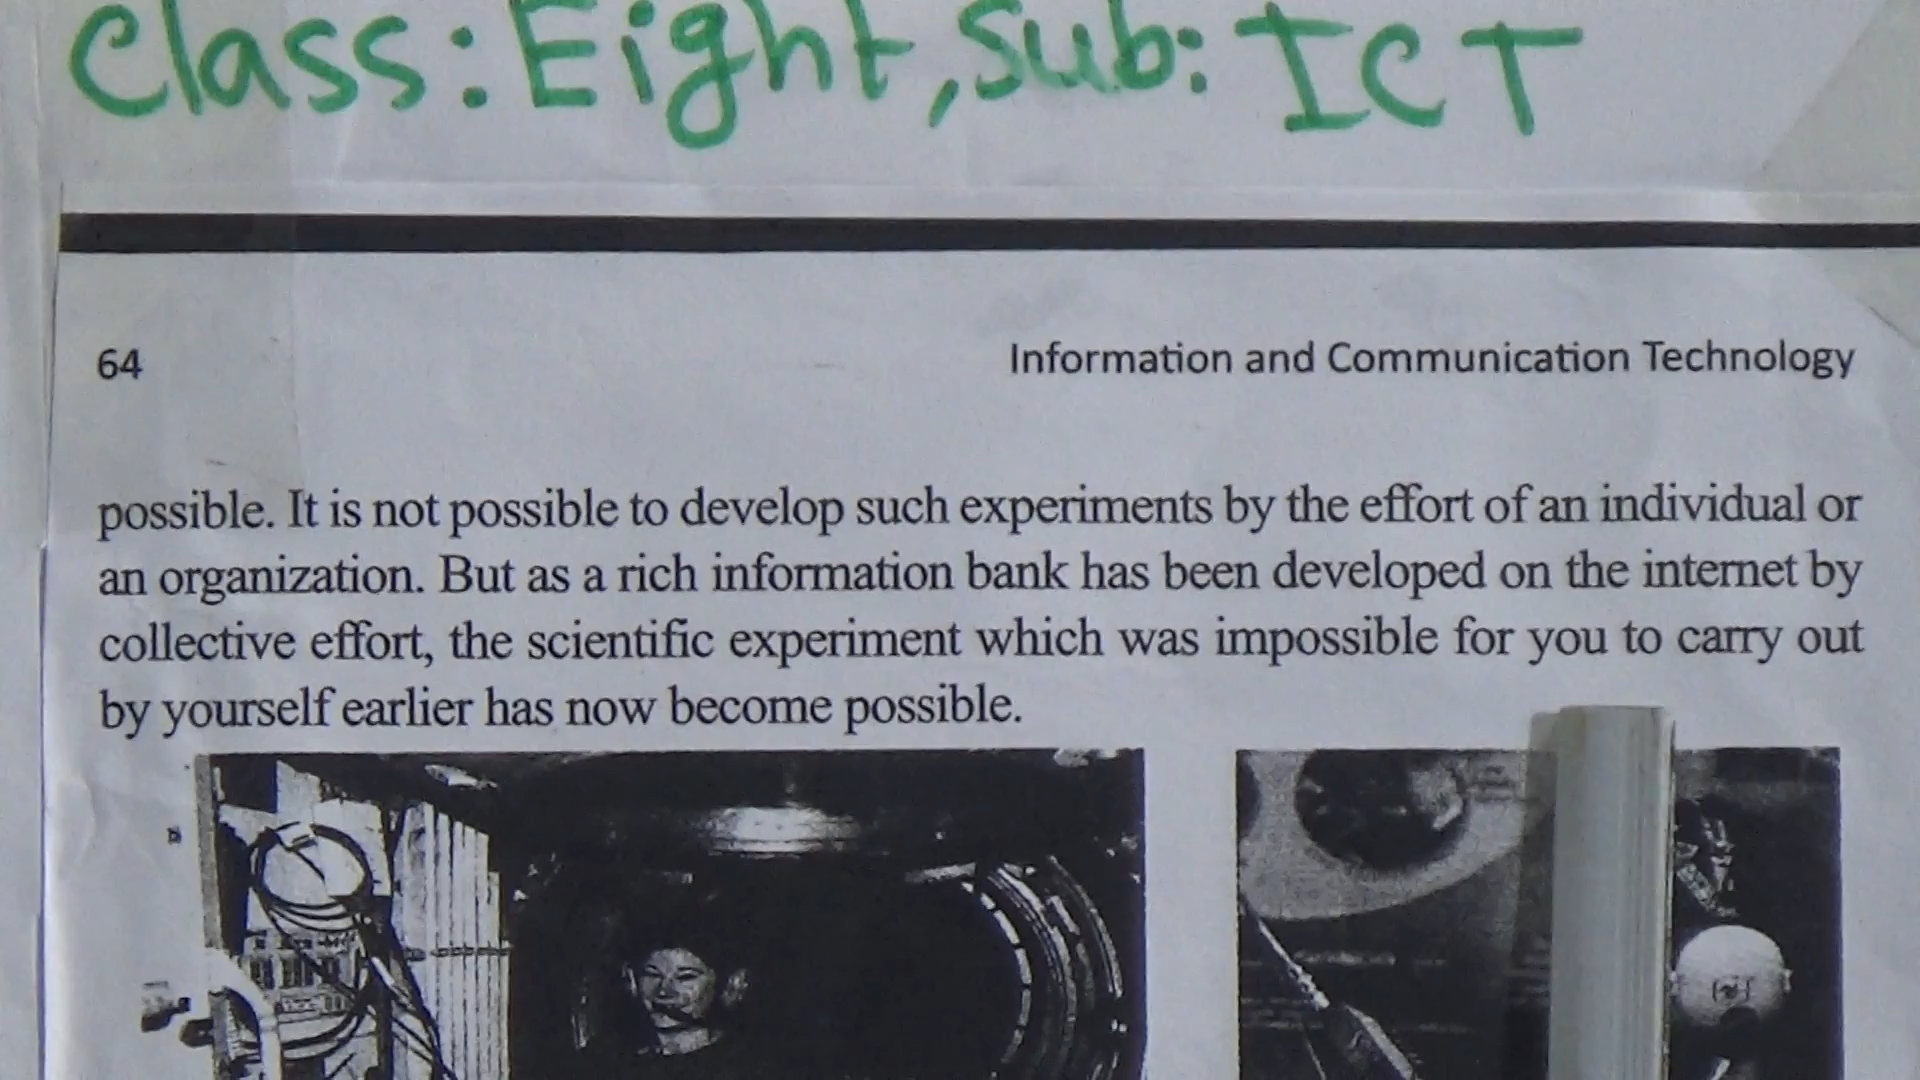 Class: Eight, Sub: ICT
64
Information and Communication Technology
possible. It is not possible to develop such experiments by the effort of an individual or
an organization. But as a rich information bank has been developed on the internet by
collective effort, the scientific experiment which was impossible for you to carry out
by yourself earlier has now become possible.